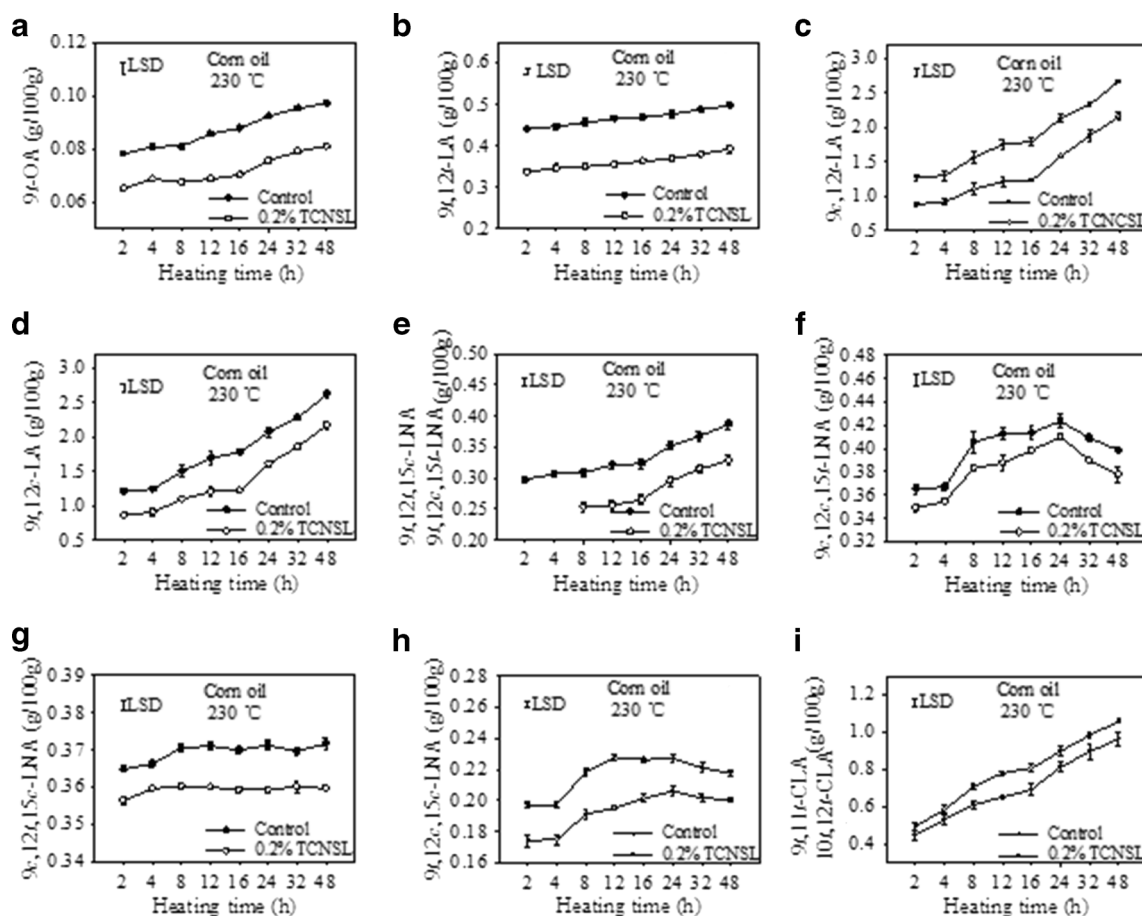 a
0.12
0.10
0.08
0.06
9t-OA (g/100g)
LSD
Corn oil
230 ℃
Control
0.2% TCNSL
2 4 8 12 16 24 32 48
Heating time (h)
b
0.6
0.5
0.4
0.3
0.2
9t,12t-LA (g/100g)
LSD
Corn oil
230 ℃
Control
0.2% TCNSL
2 4 8 12 16 24 32 48
Heating time (h)
c
3.0
2.5
2.0
1.5
1.0
0.5
9c,12t-LA (g/100g)
LSD
Corn oil
230 ℃
Control
0.2% TCNCSL
2 4 8 12 16 24 32 48
Heating time (h)
d
3.0
2.5
2.0
1.5
1.0
0.5
9t,12c-LA (g/100g)
LSD
Corn oil
230 ℃
Control
0.2% TCNSL
2 4 8 12 16 24 32 48
Heating time (h)
e
0.50
0.45
0.40
0.35
0.30
0.25
0.20
9t,12t,15c-LNA
9t,12c,15t-LNA (g/100g)
LSD
Corn oil
230 ℃
Control
0.2% TCNSL
2 4 8 12 16 24 32 48
Heating time (h)
f
0.48
0.46
0.44
0.42
0.40
0.38
0.36
0.34
0.32
9c,12c,15t-LNA (g/100g)
LSD
Corn oil
230 ℃
Control
0.2% TCNSL
2 4 8 12 16 24 32 48
Heating time (h)
g
0.39
0.38
0.37
0.36
0.35
0.34
9c,12t,15c-LNA (g/100g)
LSD
Corn oil
230 ℃
Control
0.2% TCNSL
2 4 8 12 16 24 32 48
Heating time (h)
h
0.28
0.26
0.24
0.22
0.20
0.18
0.16
9t,12c,15c-LNA (g/100g)
LSD
Corn oil
230 ℃
Control
0.2% TCNSL
2 4 8 12 16 24 32 48
Heating time (h)
i
1.2
1.0
0.8
0.6
0.4
9t,11t-CLA (g/100g)
10t,12t-CLA
LSD
Corn oil
230 ℃
Control
0.2% TCNSL
2 4 8 12 16 24 32 48
Heating time (h)